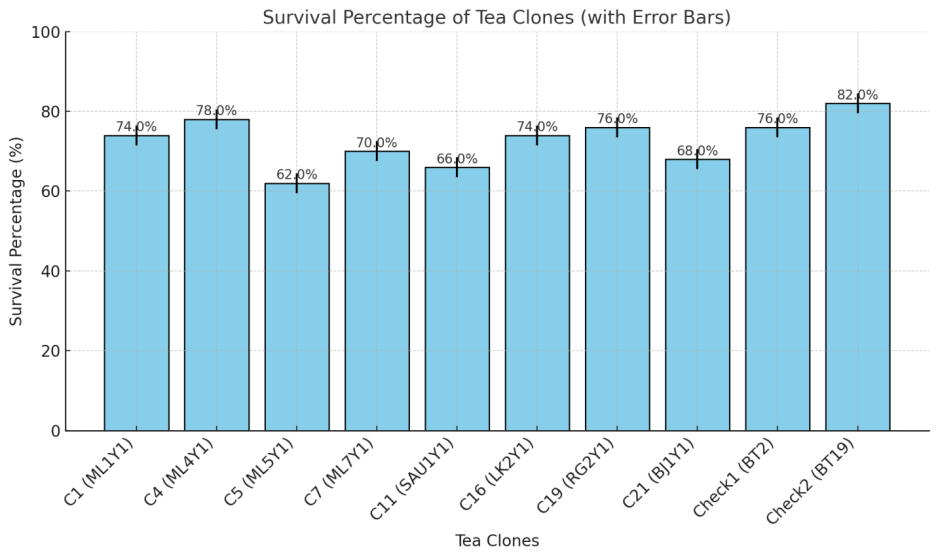 Survival Percentage of Tea Clones (with Error Bars)
Survival Percentage (%)
100
80
60
40
20
0
74.0%
78.0%
62.0%
70.0%
66.0%
74.0%
76.0%
68.0%
76.0%
82.0%
C1 (ML1Y1)
C4 (ML4Y1)
C5 (ML5Y1)
C7 (ML7Y1)
C11 (SAU1Y1)
C16 (LK2Y1)
C19 (RG2Y1)
C21 (BJ1Y1)
Check1 (BT2)
Check2 (BT19)
Tea Clones